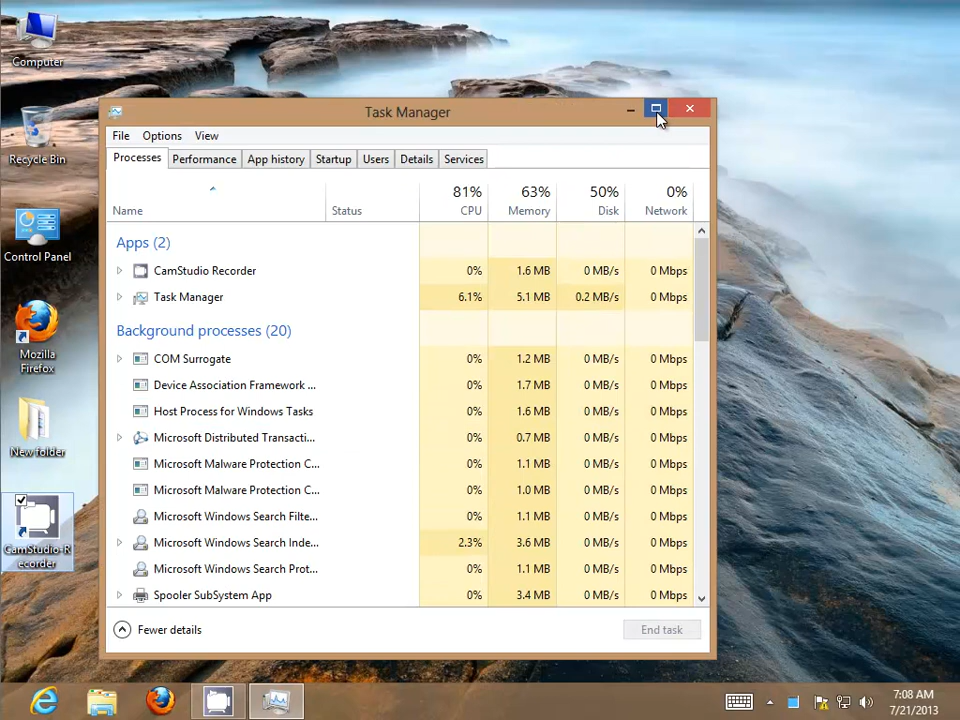 Computer
Recycle Bin
Control Panel
Mozilla
Firefox
New folder
CamStudio-R
ecorder
Task Manager
File Options View
Processes Performance App history Startup Users Details Services
81% 63% 50% 0%
Name Status CPU Memory Disk Network
Apps (2)
CamStudio Recorder 0% 1.6 MB 0 MB/s 0 Mbps
Task Manager 6.1% 5.1 MB 0.2 MB/s 0 Mbps
Background processes (20)
COM Surrogate 0% 1.2 MB 0 MB/s 0 Mbps
Device Association Framework ... 0% 1.7 MB 0 MB/s 0 Mbps
Host Process for Windows Tasks 0% 1.6 MB 0 MB/s 0 Mbps
Microsoft Distributed Transacti... 0% 0.7 MB 0 MB/s 0 Mbps
Microsoft Malware Protection C... 0% 1.1 MB 0 MB/s 0 Mbps
Microsoft Malware Protection C... 0% 1.0 MB 0 MB/s 0 Mbps
Microsoft Windows Search Filte... 0% 1.1 MB 0 MB/s 0 Mbps
Microsoft Windows Search Inde... 2.3% 3.6 MB 0 MB/s 0 Mbps
Microsoft Windows Search Prot... 0% 1.1 MB 0 MB/s 0 Mbps
Spooler SubSystem App 0% 3.4 MB 0 MB/s 0 Mbps
Fewer details End task
7:08 AM
7/21/2013